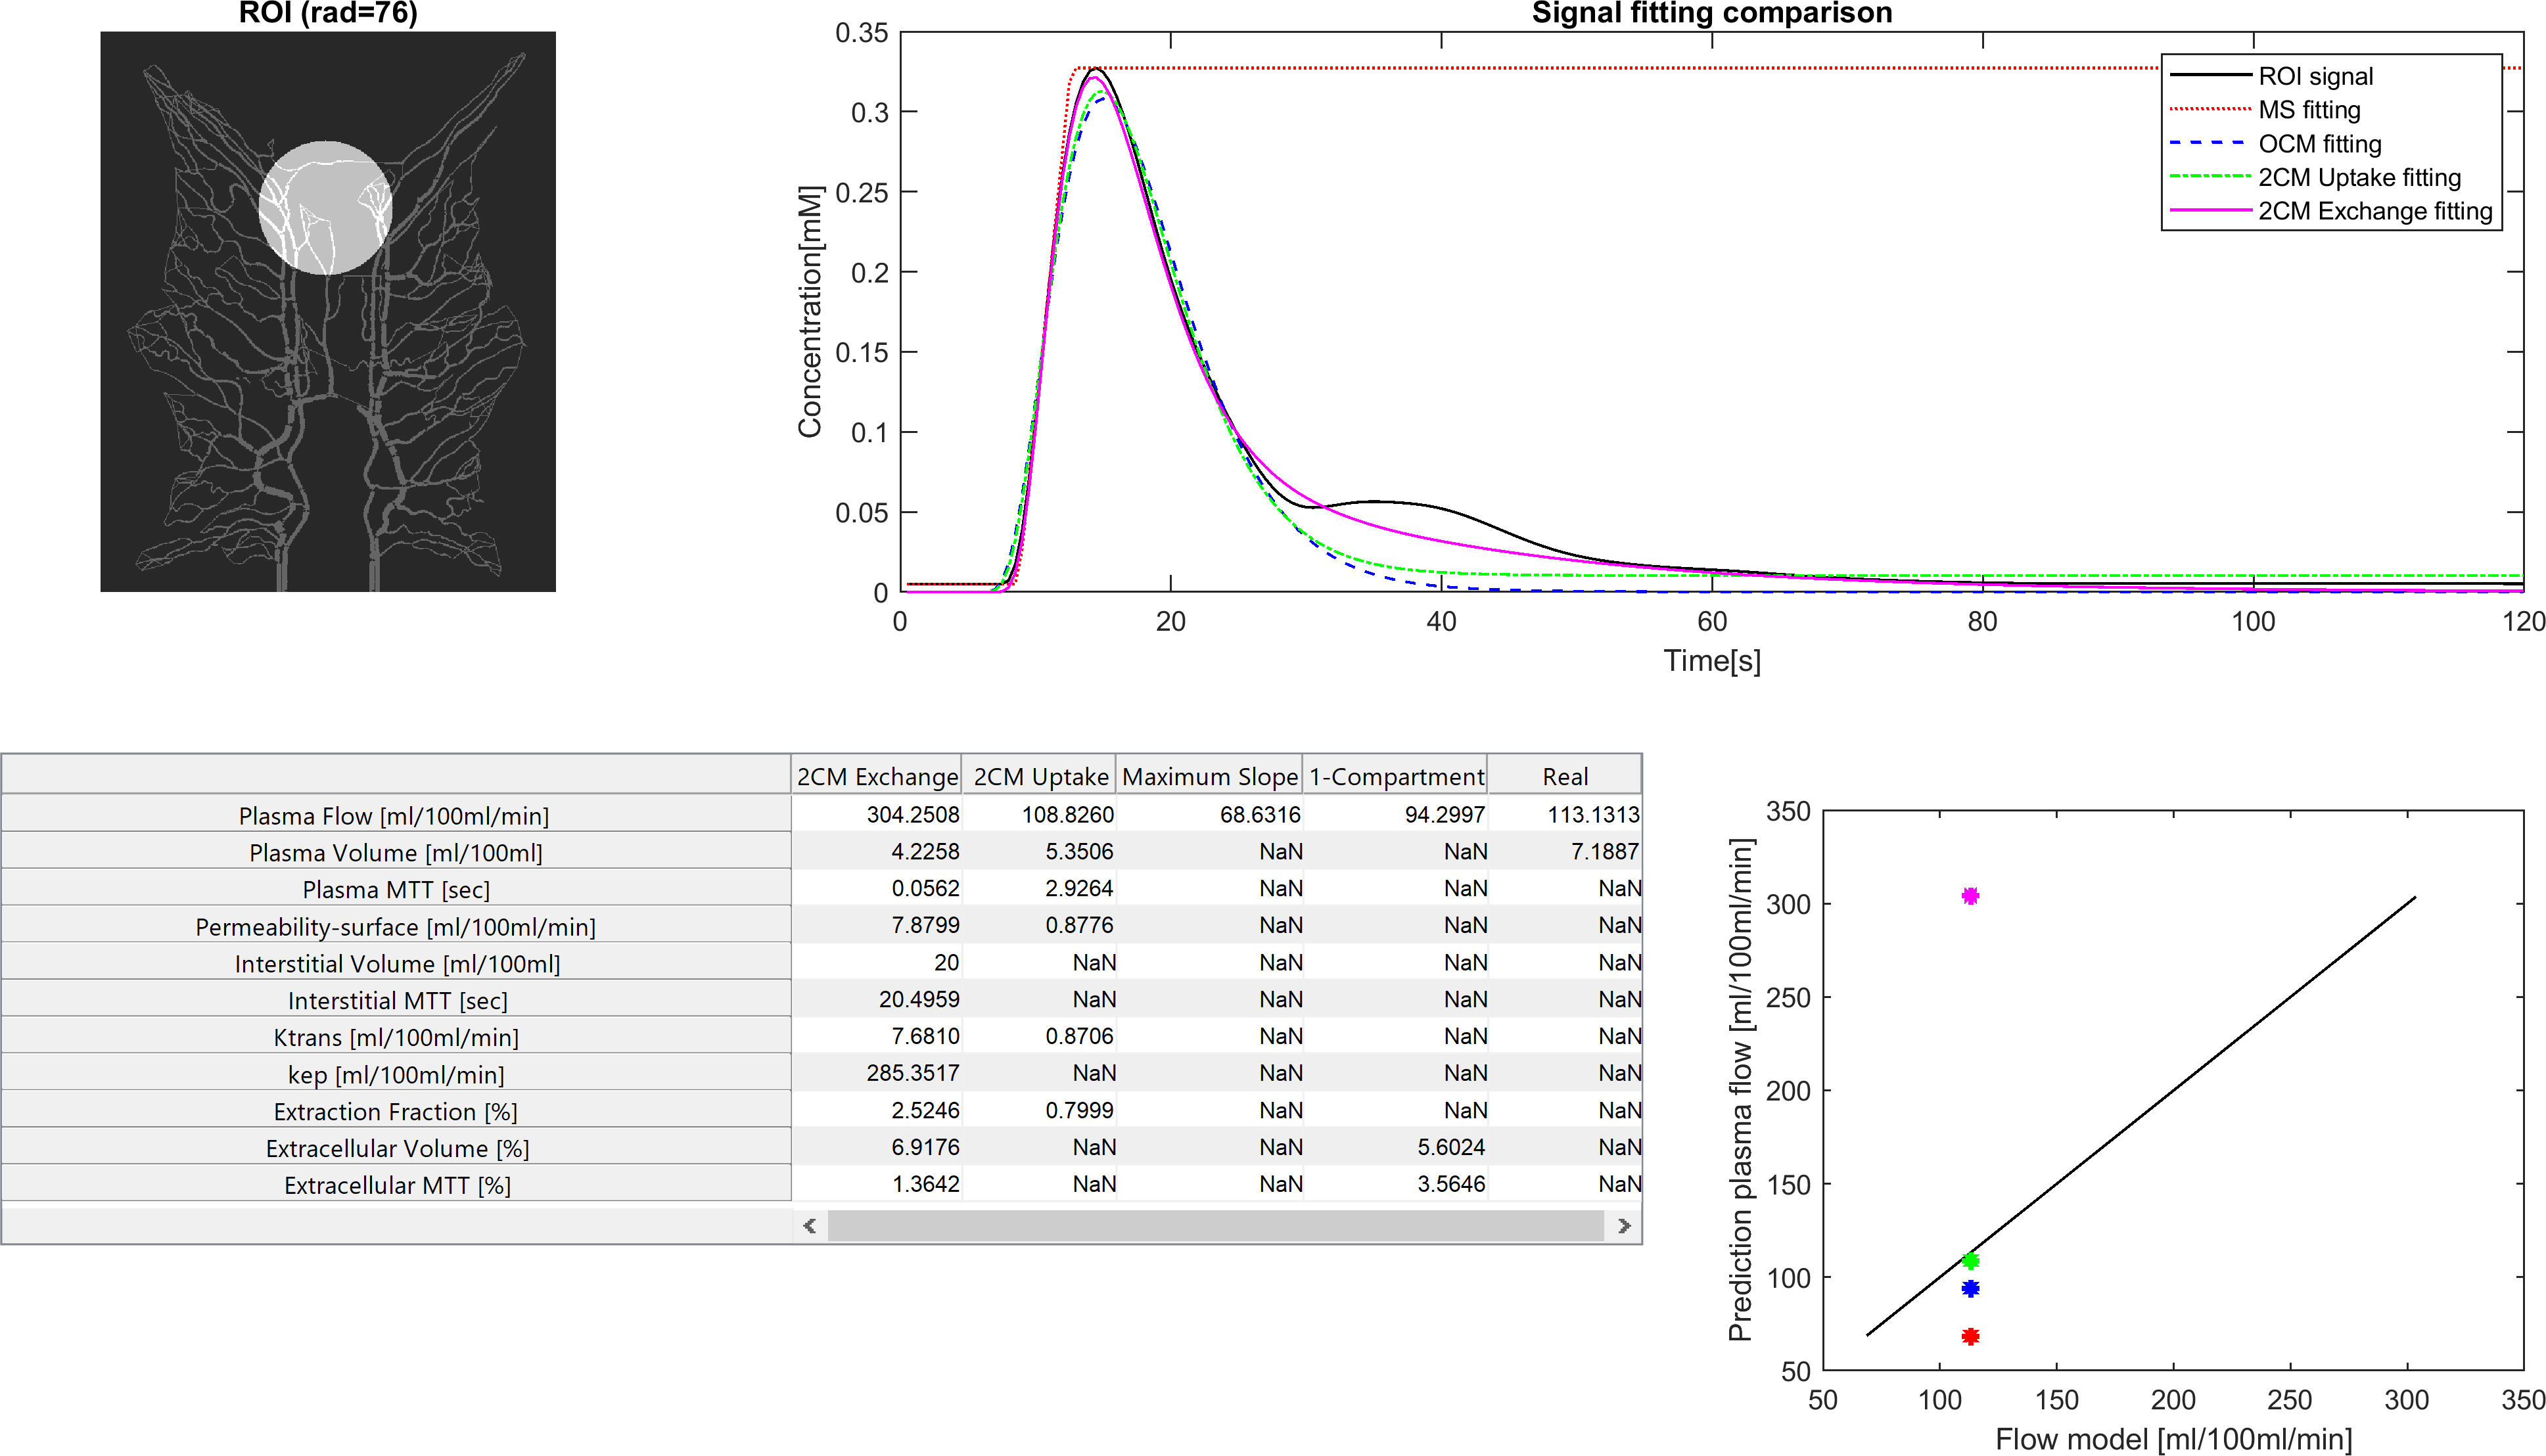 ROI (rad=76)
Signal fitting comparison
0.35
0.3
0.25
0.2
0.15
0.1
0.05
0
Concentration[mM]
0 20 40 60 80 100 120
Time[s]
ROI signal
MS fitting
OCM fitting
2CM Uptake fitting
2CM Exchange fitting
2CM Exchange 2CM Uptake Maximum Slope 1-Compartment Real
Plasma Flow [ml/100ml/min] 304.2508 108.8260 68.6316 94.2997 113.1313
Plasma Volume [ml/100ml] 4.2258 5.3506 NaN NaN 7.1887
Plasma MTT [sec] 0.0562 2.9264 NaN NaN NaN
Permeability-surface [ml/100ml/min] 7.8799 0.8776 NaN NaN NaN
Interstitial Volume [ml/100ml] 20 NaN NaN NaN NaN
Interstitial MTT [sec] 20.4959 NaN NaN NaN NaN
Ktrans [ml/100ml/min] 7.6810 0.8706 NaN NaN NaN
kep [ml/100ml/min] 285.3517 NaN NaN NaN NaN
Extraction Fraction [%] 2.5246 0.7999 NaN NaN NaN
Extracellular Volume [%] 6.9176 NaN NaN 5.6024 NaN
Extracellular MTT [%] 1.3642 NaN NaN 3.5646 NaN
350
300
250
200
150
100
50
Prediction plasma flow [ml/100ml/min]
50 100 150 200 250 300 350
Flow model [ml/100ml/min]